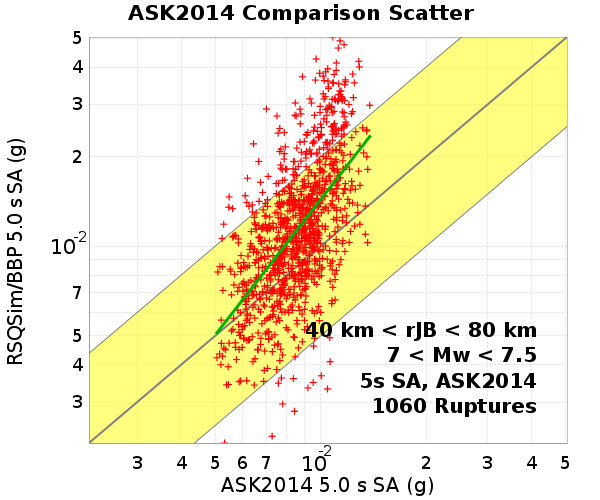 ASK2014 Comparison Scatter
RSQSim/BBP 5.0 s SA (g)
5
4
3
2
10-2
7
5
4
3
40 km < rJB < 80 km
7 < Mw < 7.5
5s SA, ASK2014
1060 Ruptures
3 4 5 6 7 10-2 2 3 4 5
ASK2014 5.0 s SA (g)